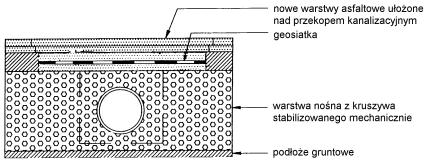 nowe warstwy asfaltowe ułożone
nad przekopem kanalizacyjnym
geosiatka
warstwa nośna z kruszywa
stabilizowanego mechanicznie
podłoże gruntowe